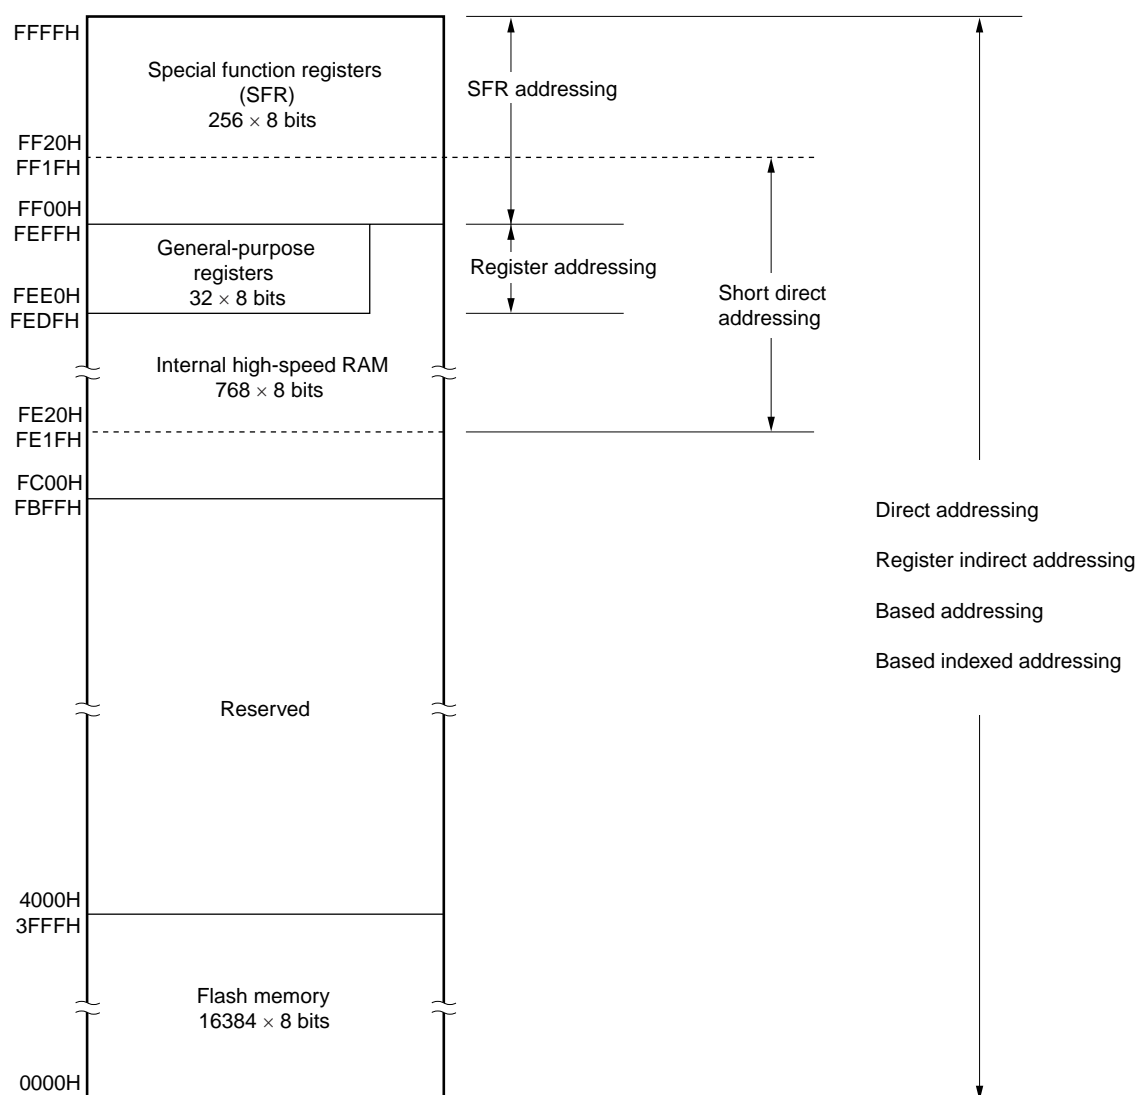 FFFFH
Special function registers
(SFR)
256 × 8 bits
SFR addressing
FF20H
FF1FH
FF00H
FEFFH
General-purpose
registers
32 × 8 bits
Register addressing
FEE0H
FEDFH
Short direct
addressing
Internal high-speed RAM
768 × 8 bits
FE20H
FE1FH
FC00H
FBFFH
Direct addressing
Register indirect addressing
Based addressing
Based indexed addressing
Reserved
4000H
3FFFH
Flash memory
16384 × 8 bits
0000H